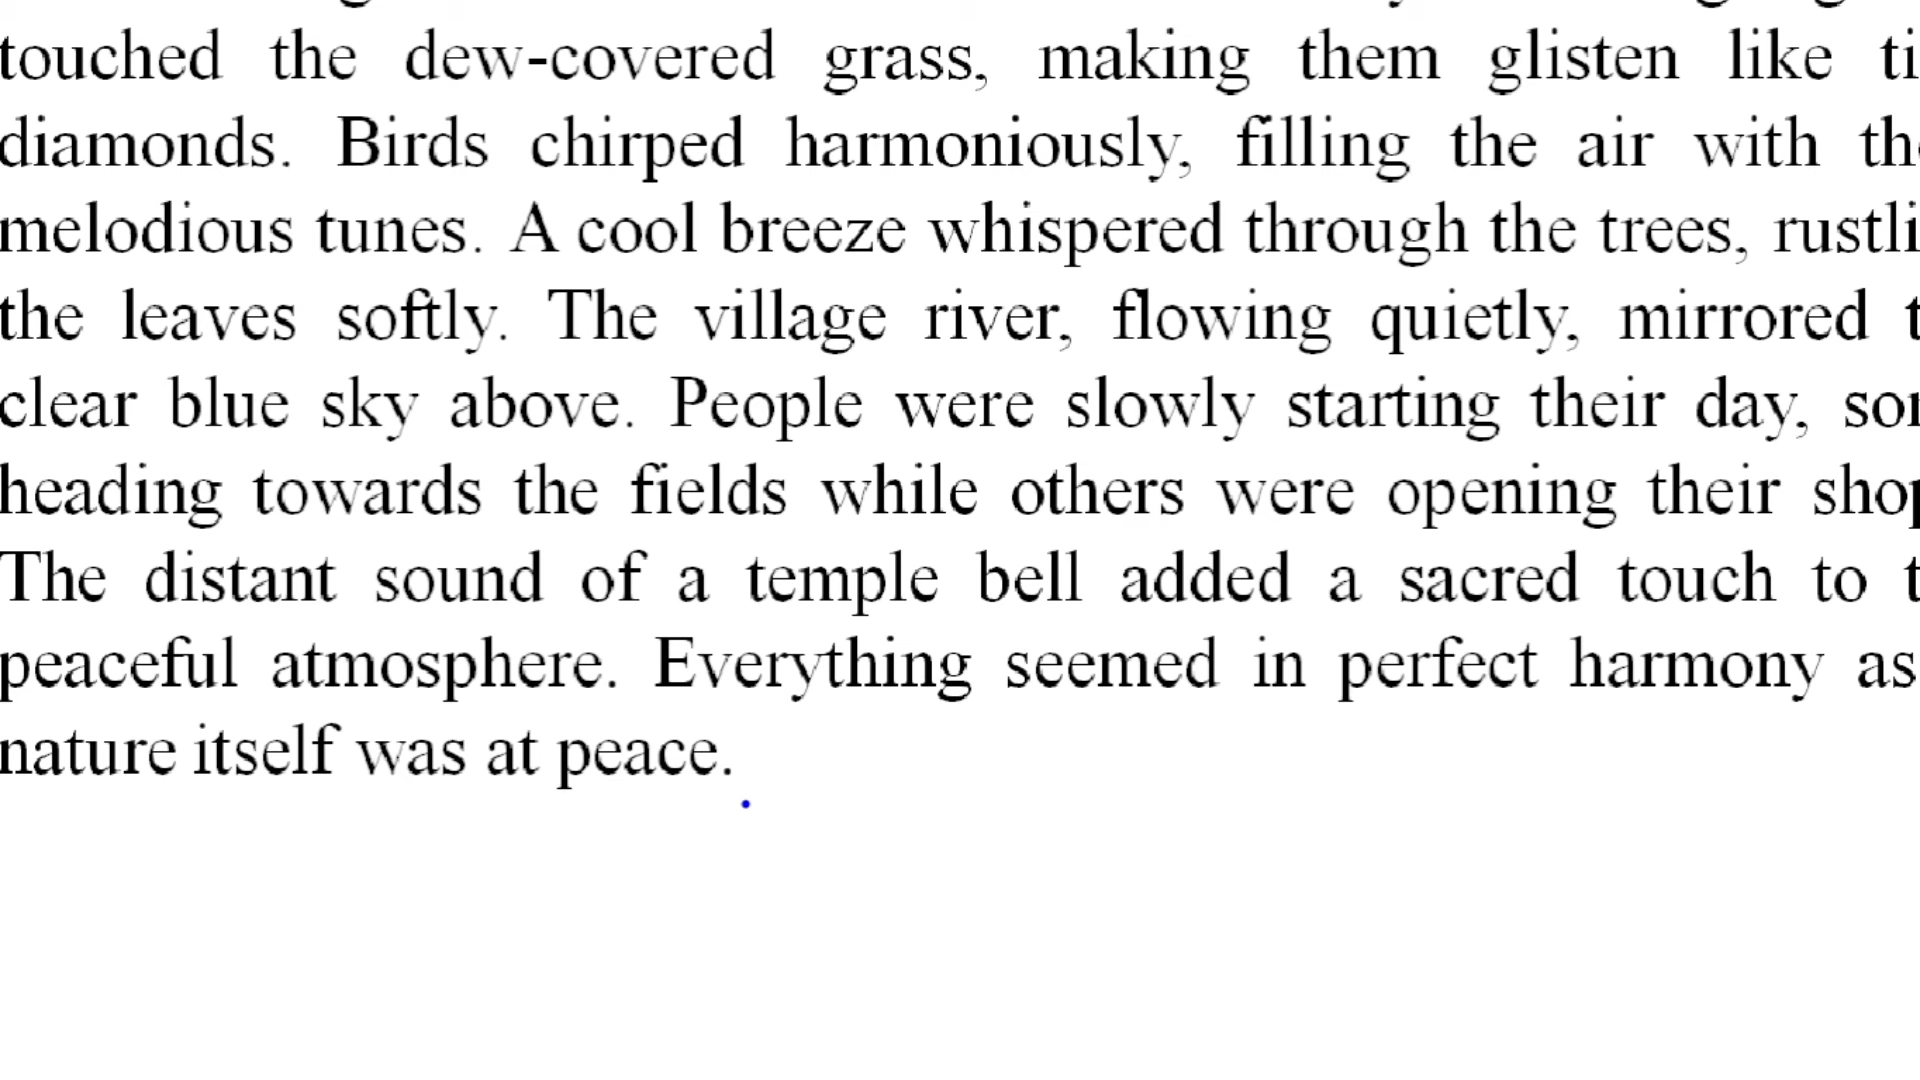 touched the dew-covered grass, making them glisten like
diamonds. Birds chirped harmoniously, filling the air with
melodious tunes. A cool breeze whispered through the trees,
the leaves softly. The village river, flowing quietly, mirrored
clear blue sky above. People were slowly starting their day,
heading towards the fields while others were opening their
The distant sound of a temple bell added a sacred touch to
peaceful atmosphere. Everything seemed in perfect harmony as
nature itself was at peace.